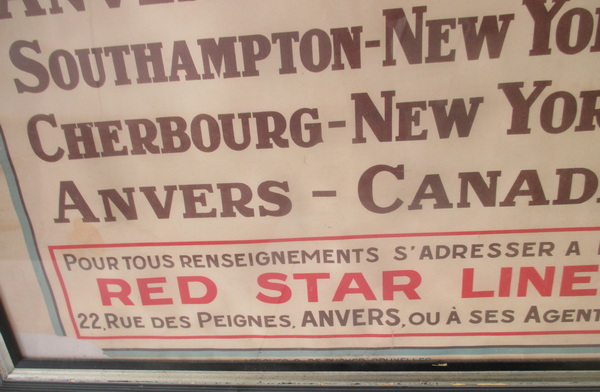 ANVER
SOUTHAMPTON-NEW YO
CHERBOURG-NEW YOR
ANVERS - CANAD
POUR TOUS RENSEIGNEMENTS S'ADRESSER A
RED STAR LINE
22, RUE DES PEIGNES, ANVERS, OU À SES AGENT